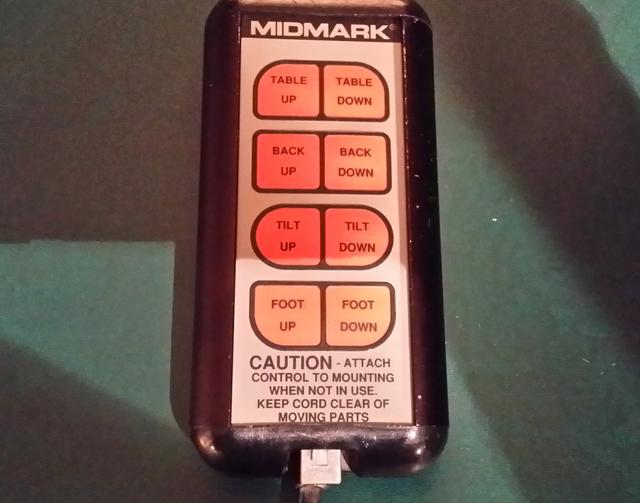 MIDMARK®
TABLE UP TABLE DOWN
BACK UP BACK DOWN
TILT UP TILT DOWN
FOOT UP FOOT DOWN
CAUTION - ATTACH
CONTROL TO MOUNTING
WHEN NOT IN USE.
KEEP CORD CLEAR OF
MOVING PARTS